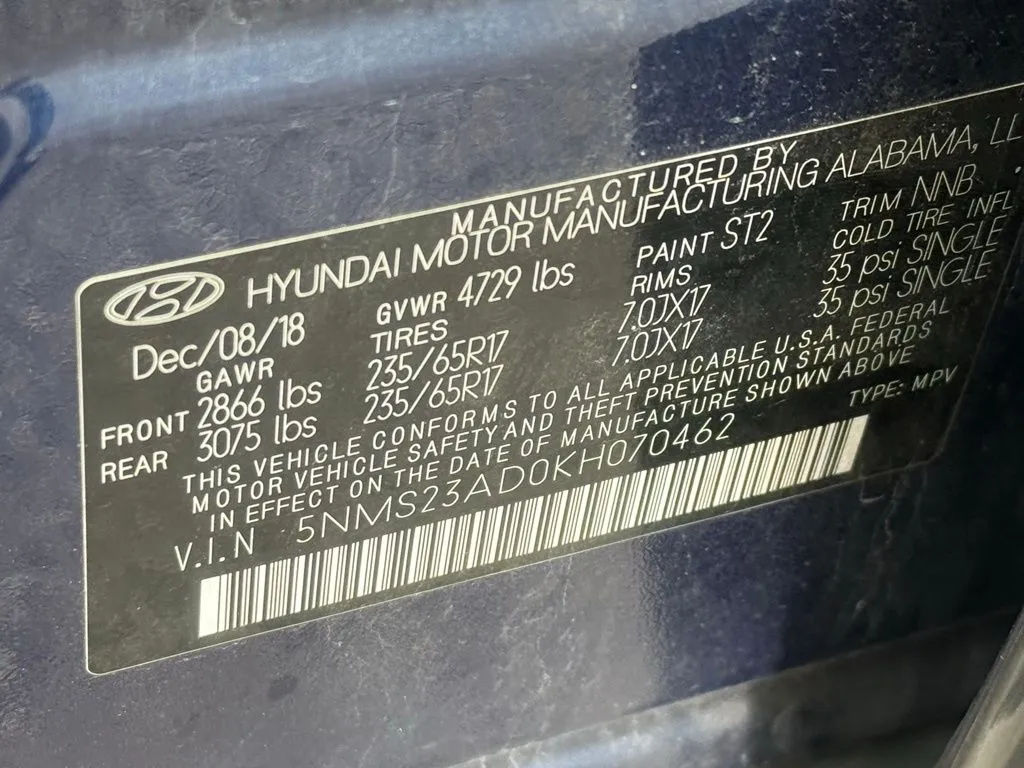 MANUFACTURED BY
HYUNDAI MOTOR MANUFACTURING ALABAMA, LL
Dec/08/18 GVWR 4729 lbs PAINT ST2 TRIM NNB
GAWR TIRES RIMS COLD TIRE INFL
FRONT 2866 lbs 235/65R17 7.0JX17 35 psi SINGLE
REAR 3075 lbs 235/65R17 7.0JX17 35 psi SINGLE
THIS VEHICLE CONFORMS TO ALL APPLICABLE U.S.A. FEDERAL
MOTOR VEHICLE SAFETY AND THEFT PREVENTION STANDARDS
IN EFFECT ON THE DATE OF MANUFACTURE SHOWN ABOVE
V.I.N 5NMS23AD0KH070462 TYPE: MPV